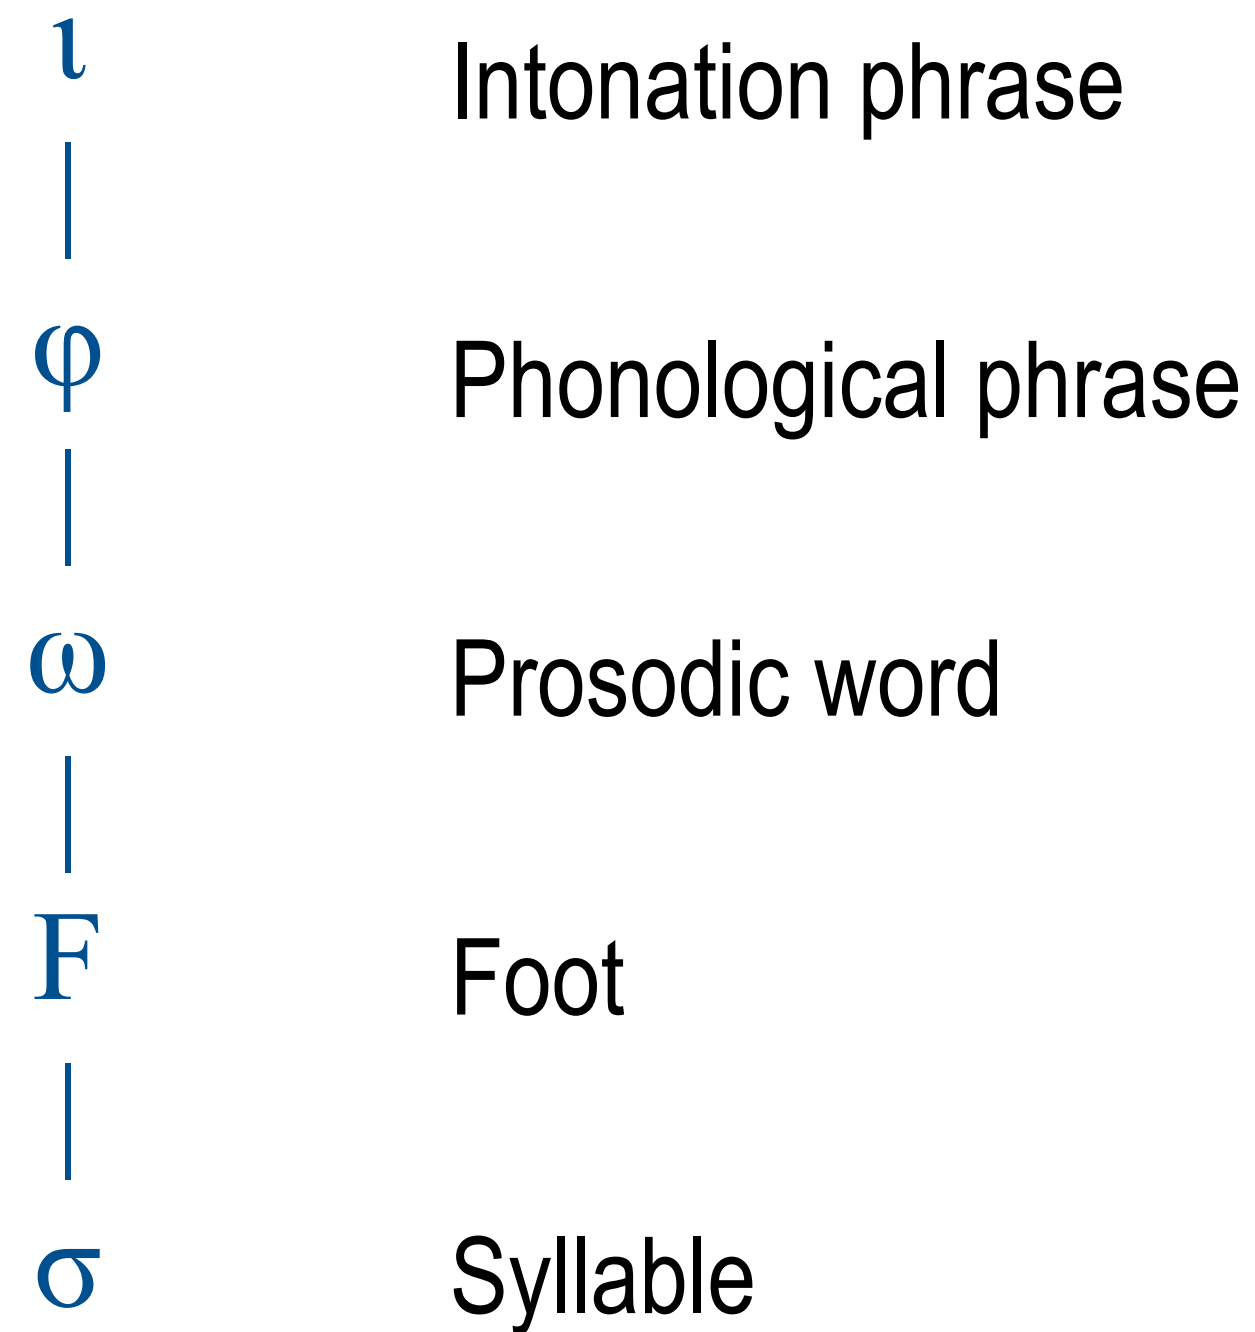 ι Intonation phrase
φ Phonological phrase
ω Prosodic word
F Foot
σ Syllable